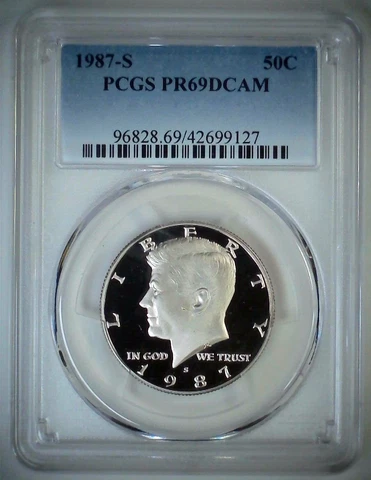 1987-S 50C
PCGS PR69DCAM
96828.69/42699127
LIBERTY
IN GOD WE TRUST
S
1987